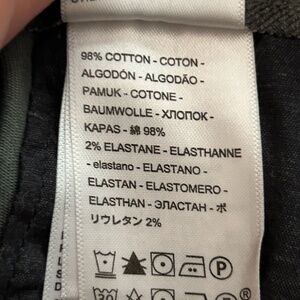 98% COTTON - COTON -
ALGODÓN - ALGODÃO -
PAMUK - COTONE -
BAUMWOLLE - ХЛОПОК -
KAPAS - 綿 98%
2% ELASTANE - ELASTHANNE
- elastano - ELASTANO -
ELASTAN - ELASTOMERO -
ELASTHAN - ЭЛАСТАН - ポ
リウレタン 2%
P
®
30